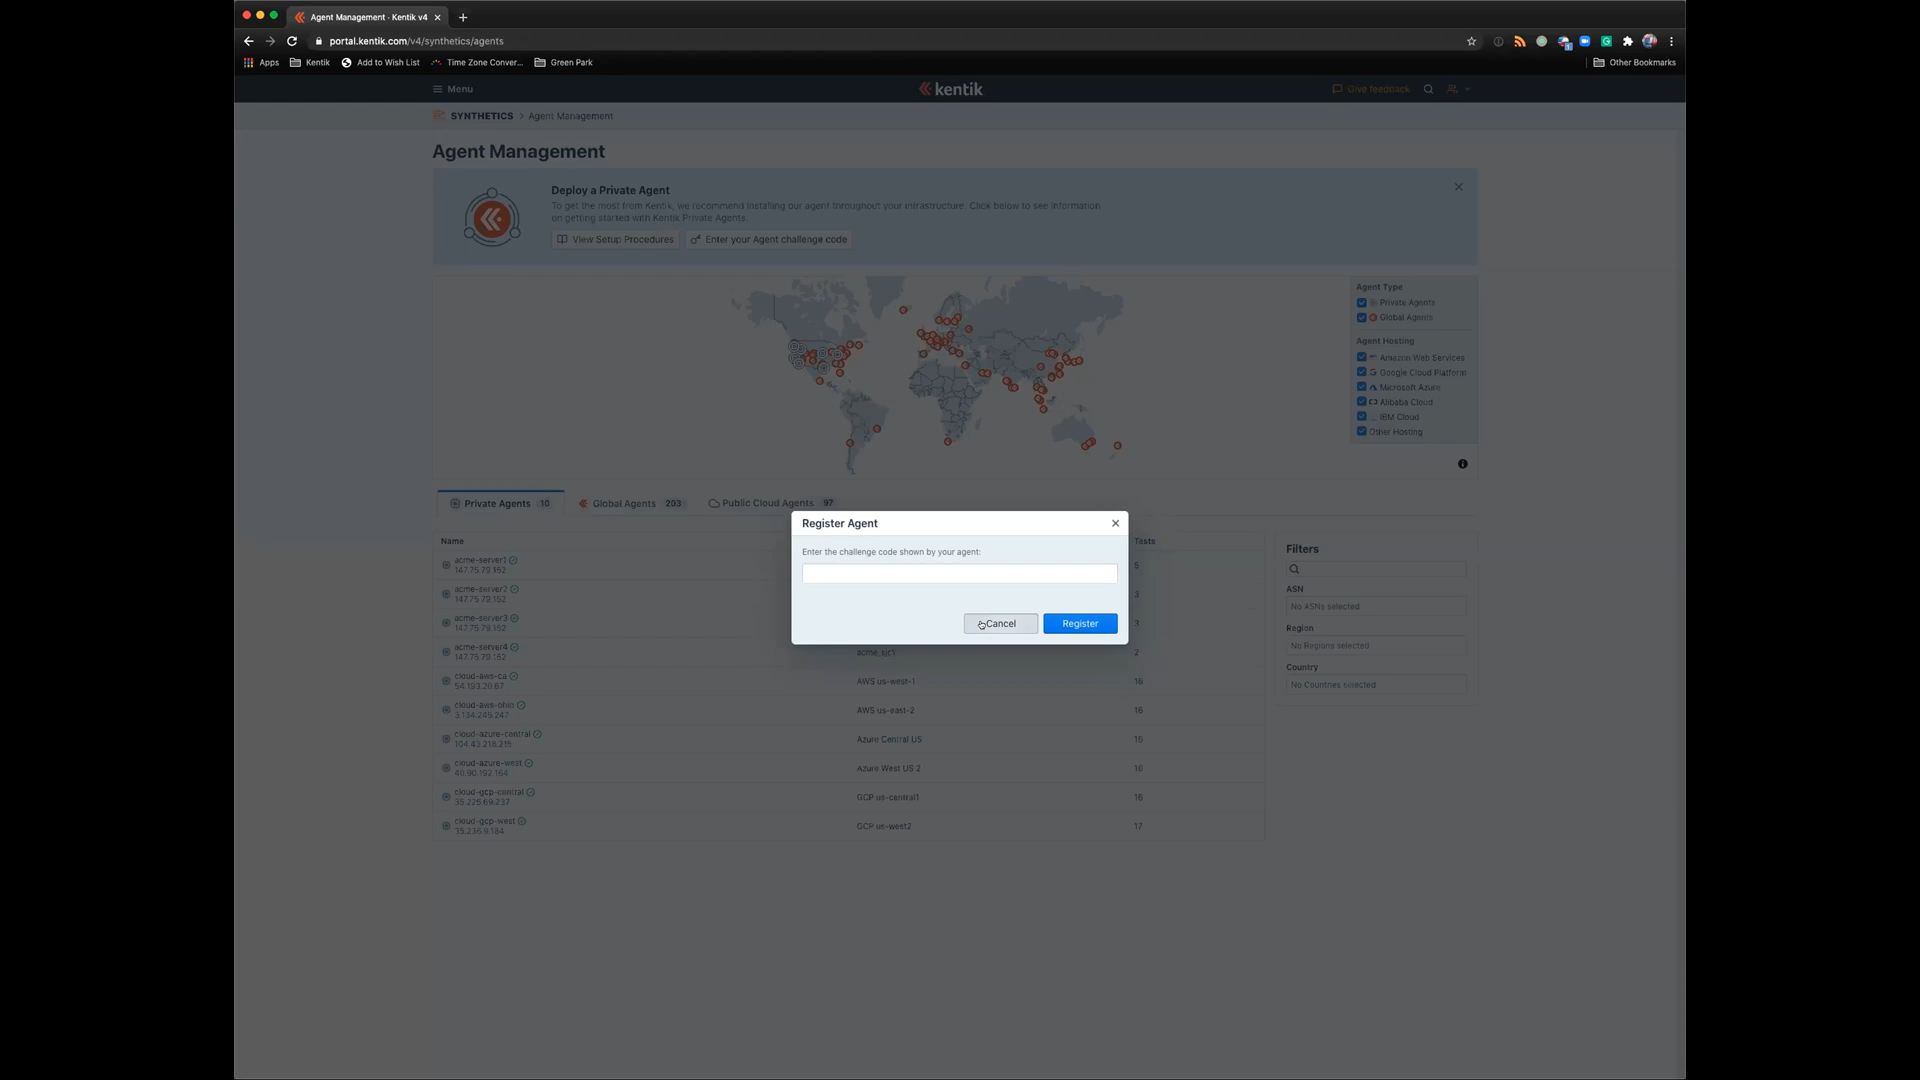 Agent Management · Kentik v4
portal.kentik.com/v4/synthetics/agents
Apps Kentik Add to Wish List Time Zone Conver... Green Park Other Bookmarks
Menu kentik Give feedback
SYNTHETICS > Agent Management
Agent Management
Deploy a Private Agent
To get the most from Kentik, we recommend installing our agent throughout your infrastructure. Click below to see information
on getting started with Kentik Private Agents.
View Setup Procedures Enter your Agent challenge code
Agent Type
Private Agents
Global Agents
Agent Hosting
Amazon Web Services
Google Cloud Platform
Microsoft Azure
Alibaba Cloud
IBM Cloud
Other Hosting
Private Agents 10 Global Agents 203 Public Cloud Agents 97
Register Agent
Enter the challenge code shown by your agent:
Cancel Register
Name Tests
acme-server1 5
147.75.79.152
acme-server2 3
147.75.79.152
acme-server3 3
147.75.79.152
acme-server4 2
147.75.79.152
cloud-aws-ca AWS us-west-1 16
54.193.20.67
cloud-aws-ohio AWS us-east-2 16
3.134.245.247
cloud-azure-central Azure Central US 16
104.43.218.215
cloud-azure-west Azure West US 2 16
40.90.192.164
cloud-gcp-central GCP us-central1 16
35.225.69.237
cloud-gcp-west GCP us-west2 17
35.236.9.184
Filters
ASN
No ASNs selected
Region
No Regions selected
Country
No Countries selected